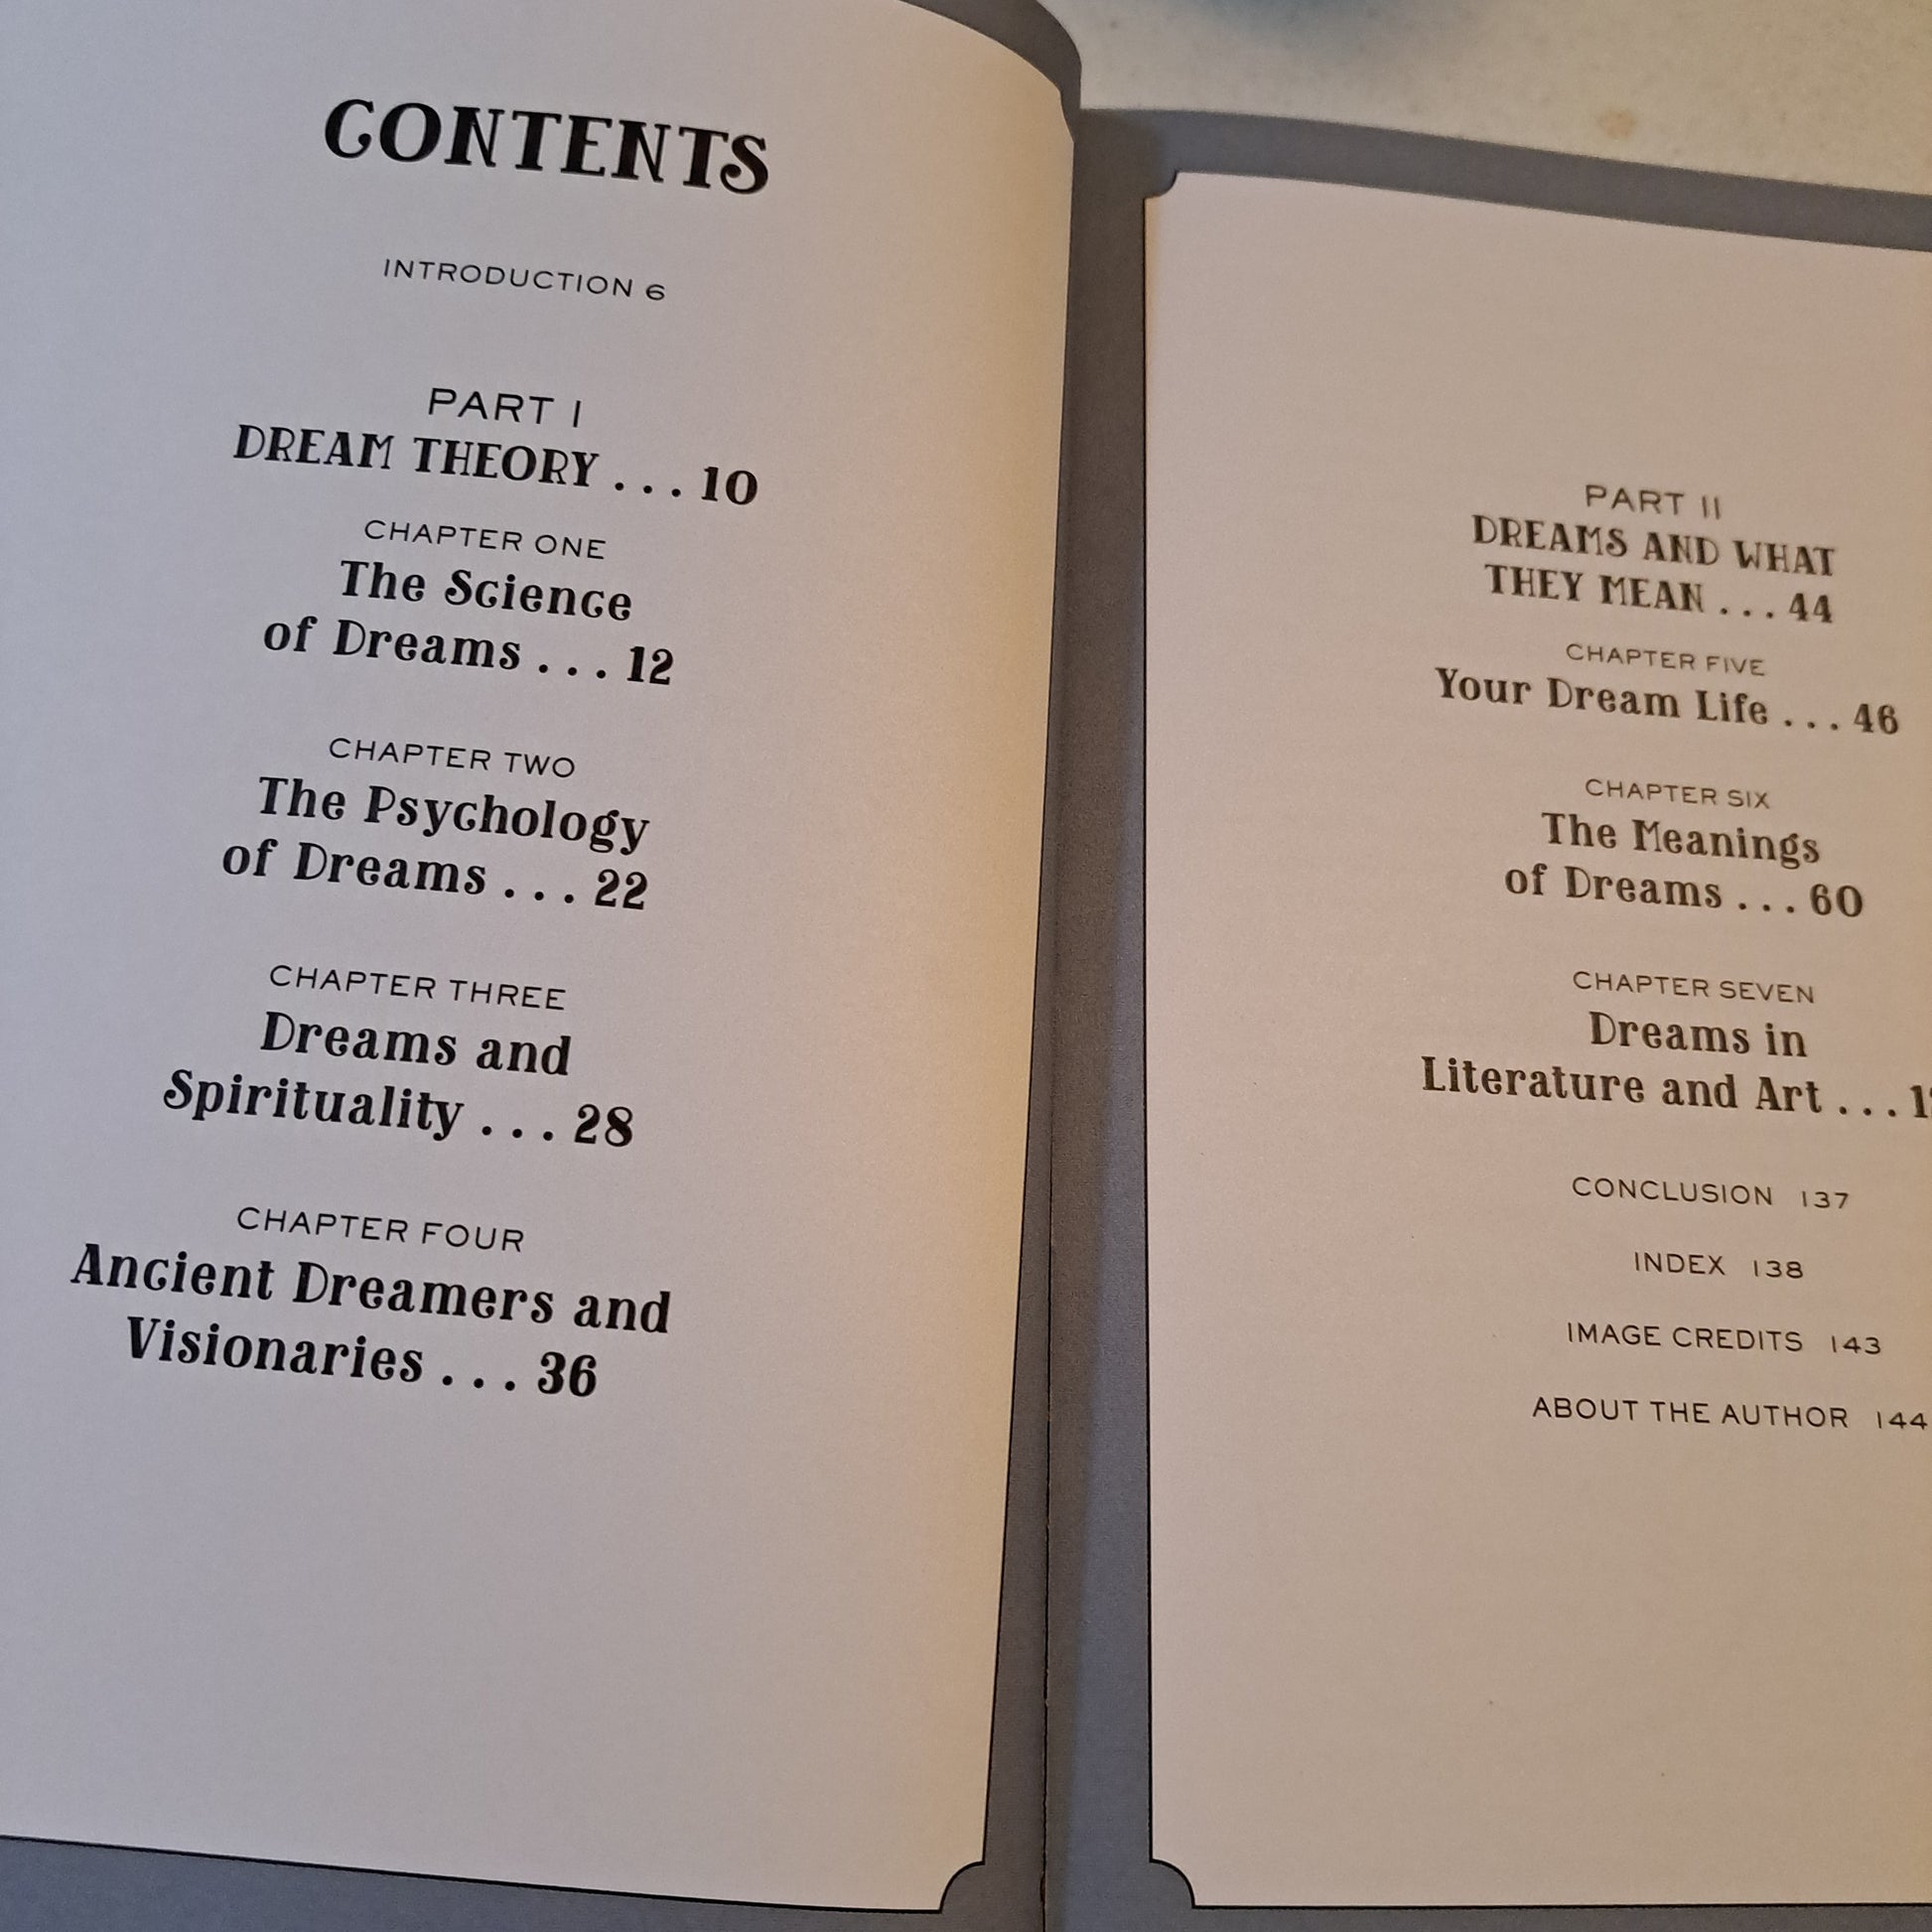 CONTENTS
INTRODUCTION 6
PART I
DREAM THEORY . . . 10
CHAPTER ONE
The Science
of Dreams . . . 12
CHAPTER TWO
The Psychology
of Dreams . . . 22
CHAPTER THREE
Dreams and
Spirituality . . . 28
CHAPTER FOUR
Ancient Dreamers and
Visionaries . . . 36
PART II
DREAMS AND WHAT
THEY MEAN . . . 44
CHAPTER FIVE
Your Dream Life . . . 46
CHAPTER SIX
The Meanings
of Dreams . . . 60
CHAPTER SEVEN
Dreams in
Literature and Art . . .
CONCLUSION 137
INDEX 138
IMAGE CREDITS 143
ABOUT THE AUTHOR 144